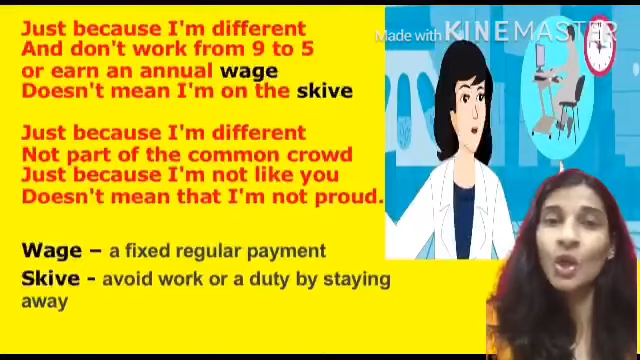 Just because I'm different
And don't work from 9 to 5
or earn an annual wage
Doesn't mean I'm on the skive
Just because I'm different
Not part of the common crowd
Just because I'm not like you
Doesn't mean that I'm not proud.
Wage – a fixed regular payment
Skive - avoid work or a duty by staying
away
Made with KINEMASTER